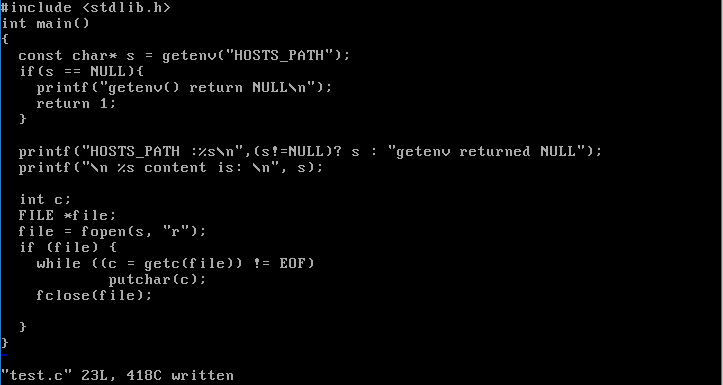 #include <stdlib.h>
int main()
{
  const char* s = getenv("HOSTS_PATH");
  if(s == NULL){
    printf("getenv() return NULL\n");
    return 1;
  }

  printf("HOSTS_PATH :%s\n",(s!=NULL)? s : "getenv returned NULL");
  printf("\n %s content is: \n", s);

  int c;
  FILE *file;
  file = fopen(s, "r");
  if (file) {
    while ((c = getc(file)) != EOF)
            putchar(c);
    fclose(file);

  }
}
"test.c" 23L, 418C written